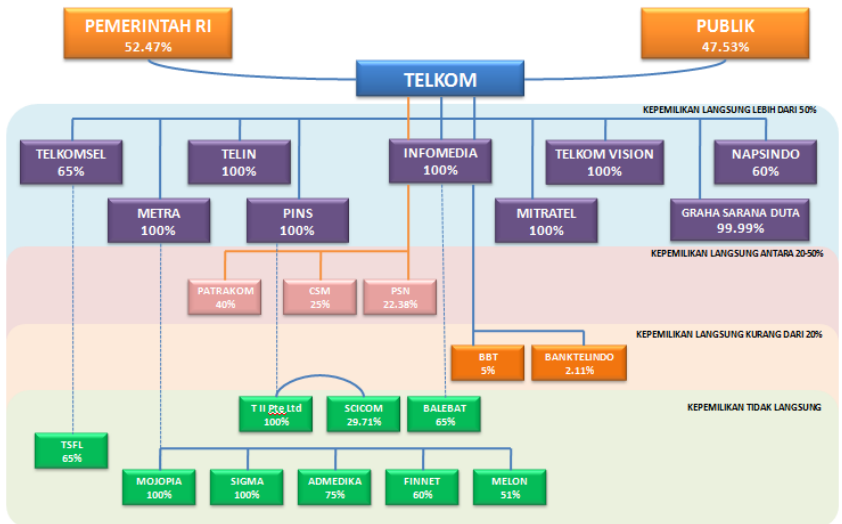 PEMERINTAH RI
52.47%
PUBLIK
47.53%
TELKOM
KEPEMILIKAN LANGSUNG LEBIH DARI 50%
TELKOMSEL
65%
TELIN
100%
INFOMEDIA
100%
TELKOM VISION
100%
NAPSINDO
60%
METRA
100%
PINS
100%
MITRATEL
100%
GRAHA SARANA DUTA
99.99%
KEPEMILIKAN LANGSUNG ANTARA 20-50%
PATRAKOM
40%
CSM
25%
PSN
22.38%
KEPEMILIKAN LANGSUNG KURANG DARI 20%
BBT
5%
BANKTELINDO
2.11%
KEPEMILIKAN TIDAK LANGSUNG
T II Pte Ltd
100%
SCICOM
29.71%
BALEBAT
65%
TSFL
65%
MOJOPIA
100%
SIGMA
100%
ADMEDIKA
75%
FINNET
60%
MELON
51%